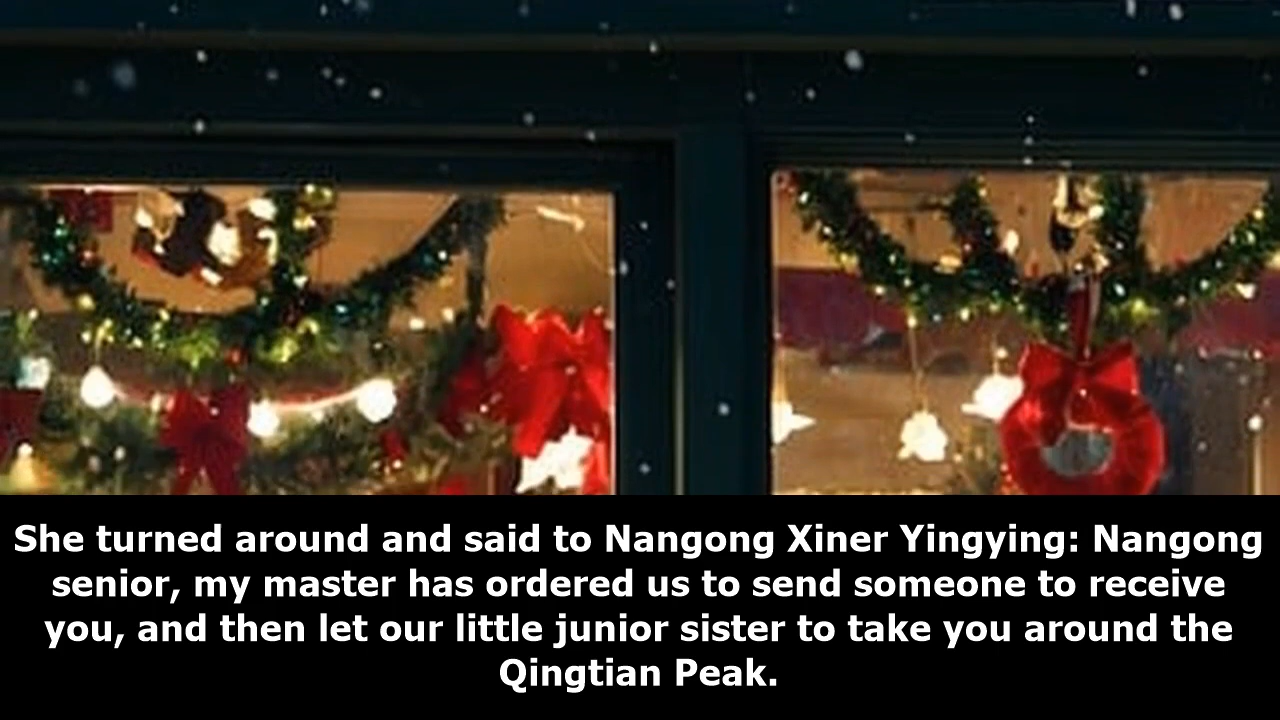 She turned around and said to Nangong Xiner Yingying: Nangong
senior, my master has ordered us to send someone to receive
you, and then let our little junior sister to take you around the
Qingtian Peak.